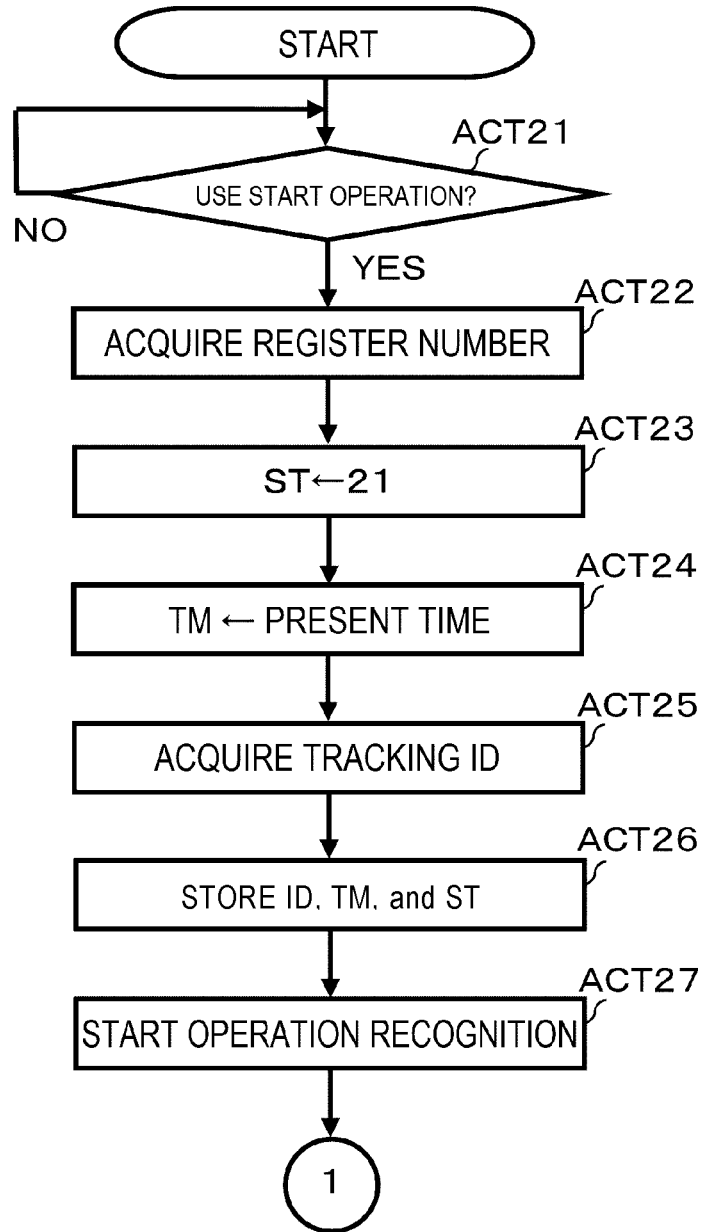 START
ACT21
USE START OPERATION?
NO
YES
ACT22
ACQUIRE REGISTER NUMBER
ACT23
ST←21
ACT24
TM ← PRESENT TIME
ACT25
ACQUIRE TRACKING ID
ACT26
STORE ID, TM, and ST
ACT27
START OPERATION RECOGNITION
1